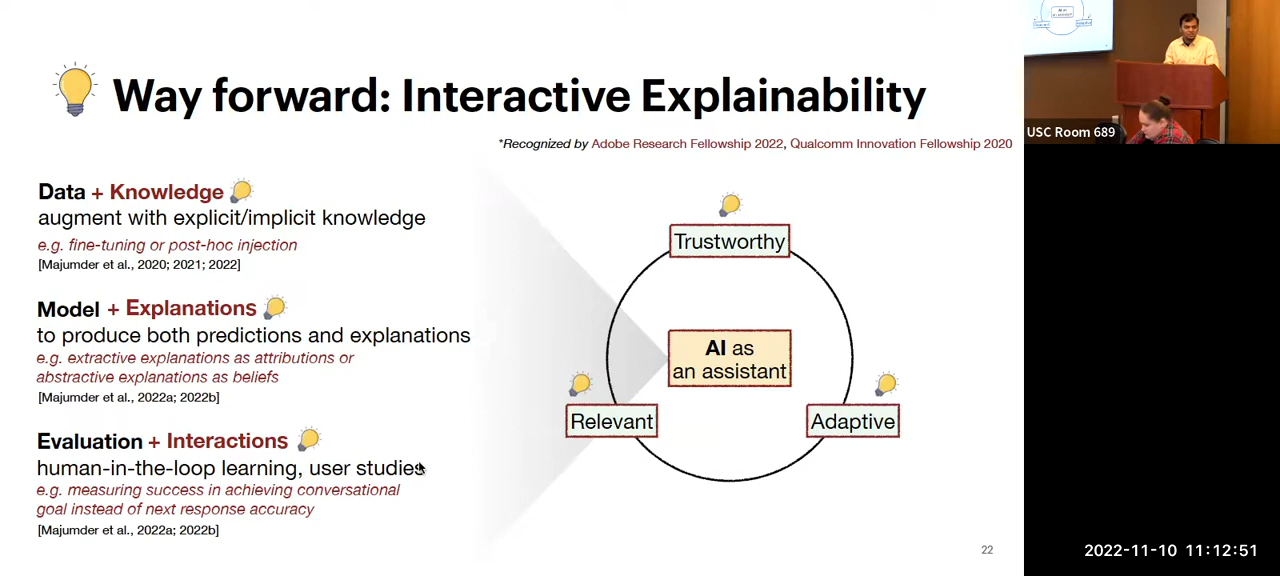 Way forward: Interactive Explainability
*Recognized by Adobe Research Fellowship 2022, Qualcomm Innovation Fellowship 2020
Data + Knowledge
augment with explicit/implicit knowledge
e.g. fine-tuning or post-hoc injection
[Majumder et al., 2020; 2021; 2022]
Model + Explanations
to produce both predictions and explanations
e.g. extractive explanations as attributions or
abstractive explanations as beliefs
[Majumder et al., 2022a; 2022b]
Evaluation + Interactions
human-in-the-loop learning, user studies
e.g. measuring success in achieving conversational
goal instead of next response accuracy
[Majumder et al., 2022a; 2022b]
Trustworthy
AI as
an assistant
Relevant
Adaptive
22
USC Room 689
2022-11-10 11:12:51